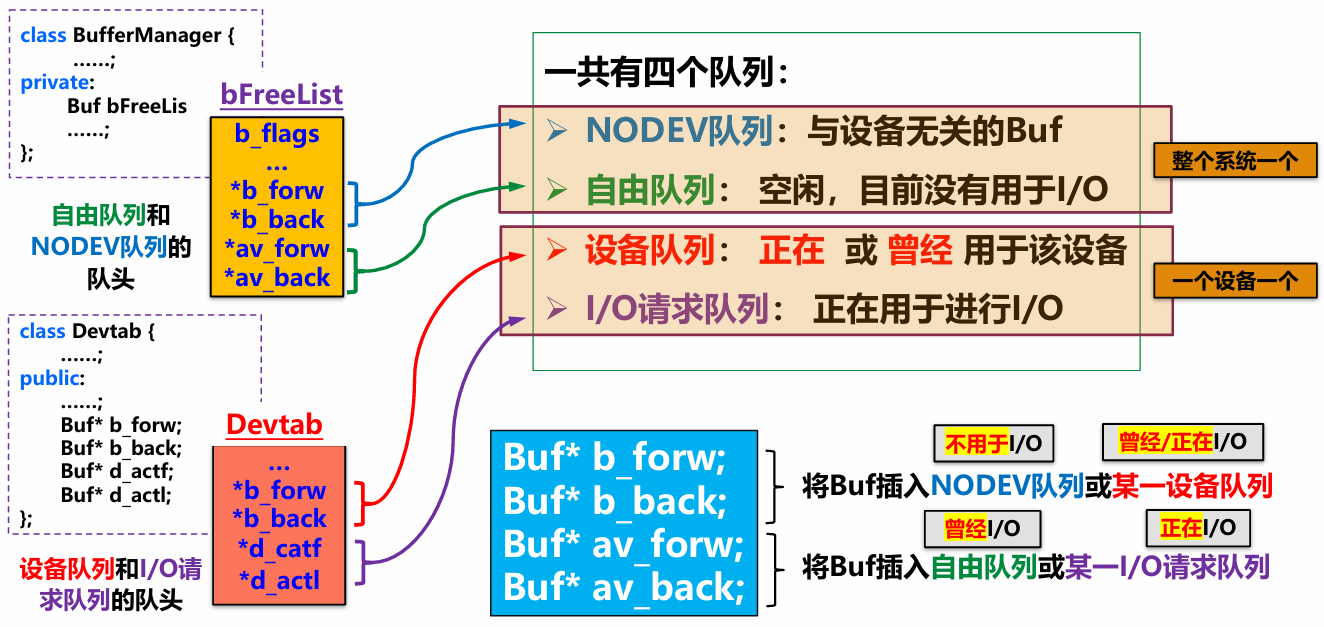 class BufferManager {
……;
private:
Buf bFreeLis
……;
};
bFreeList
b_flags
…
*b_forw
*b_back
*av_forw
*av_back
自由队列和
NODEV队列的
队头
一共有四个队列：
➢ NODEV队列：与设备无关的Buf
➢ 自由队列： 空闲，目前没有用于I/O
整个系统一个
➢ 设备队列： 正在 或 曾经 用于该设备
➢ I/O请求队列： 正在用于进行I/O
一个设备一个
class Devtab {
……;
public:
……;
Buf* b_forw;
Buf* b_back;
Buf* d_actf;
Buf* d_actl;
};
Devtab
…
*b_forw
*b_back
*d_catf
*d_actl
设备队列和I/O请
求队列的队头
Buf* b_forw;
Buf* b_back;
Buf* av_forw;
Buf* av_back;
不用于I/O
曾经/正在I/O
将Buf插入NODEV队列或某一设备队列
曾经I/O
正在I/O
将Buf插入自由队列或某一I/O请求队列